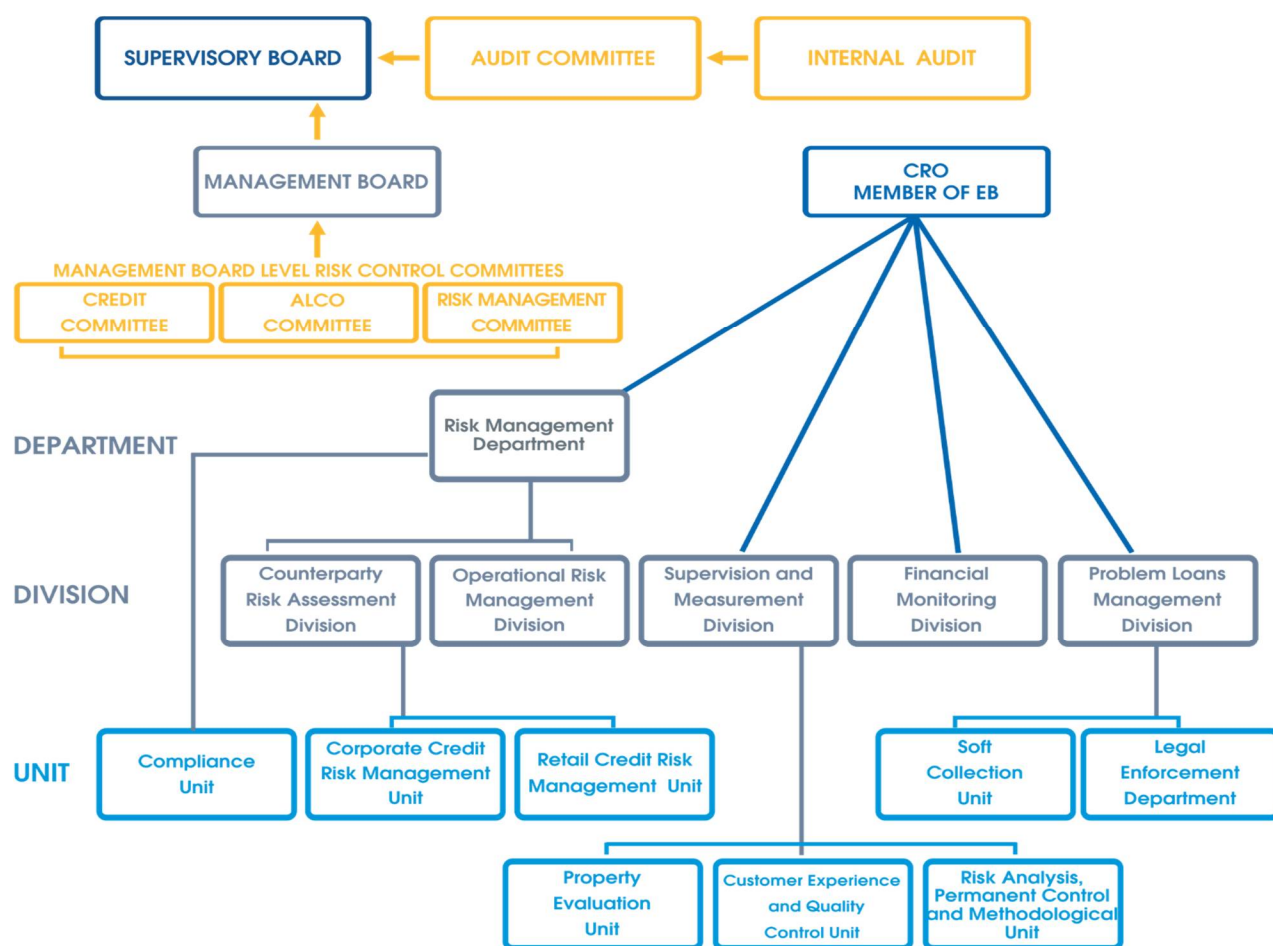 SUPERVISORY BOARD
AUDIT COMMITTEE
INTERNAL AUDIT
MANAGEMENT BOARD
CRO
MEMBER OF EB
MANAGEMENT BOARD LEVEL RISK CONTROL COMMITTEES
CREDIT
COMMITTEE
ALCO
COMMITTEE
RISK MANAGEMENT
COMMITTEE
DEPARTMENT
Risk Management
Department
DIVISION
Counterparty
Risk Assessment
Division
Operational Risk
Management
Division
Supervision and
Measurement
Division
Financial
Monitoring
Division
Problem Loans
Management
Division
UNIT
Compliance
Unit
Corporate Credit
Risk Management
Unit
Retail Credit Risk
Management Unit
Soft
Collection
Unit
Legal
Enforcement
Department
Property
Evaluation
Unit
Customer Experience
and Quality
Control Unit
Risk Analysis,
Permanent Control
and Methodological
Unit